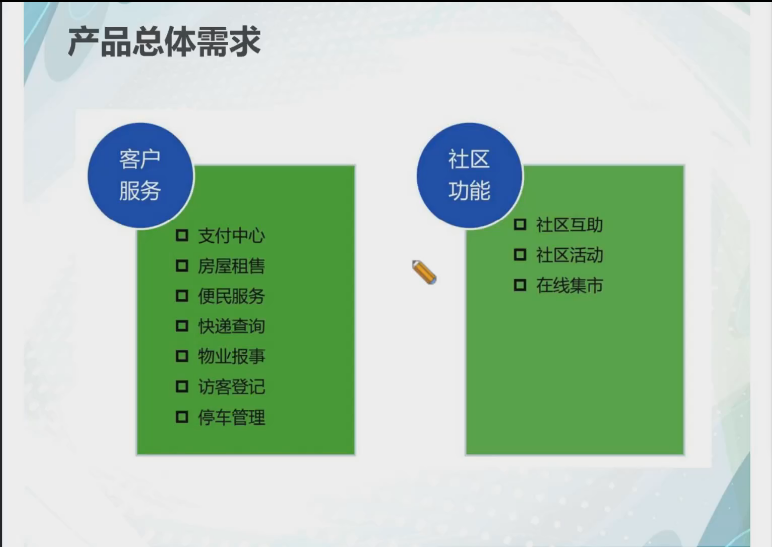 产品总体需求
客户
服务
支付中心
房屋租售
便民服务
快递查询
物业报事
访客登记
停车管理
社区
功能
社区互助
社区活动
在线集市